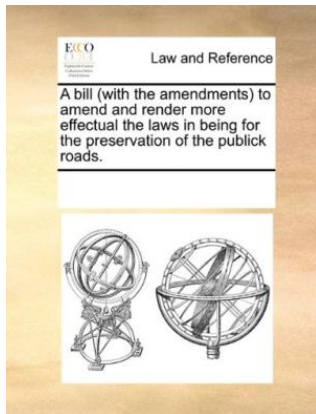 ECCO
Law and Reference
A bill (with the amendments) to
amend and render more
effectual the laws in being for
the preservation of the publick
roads.